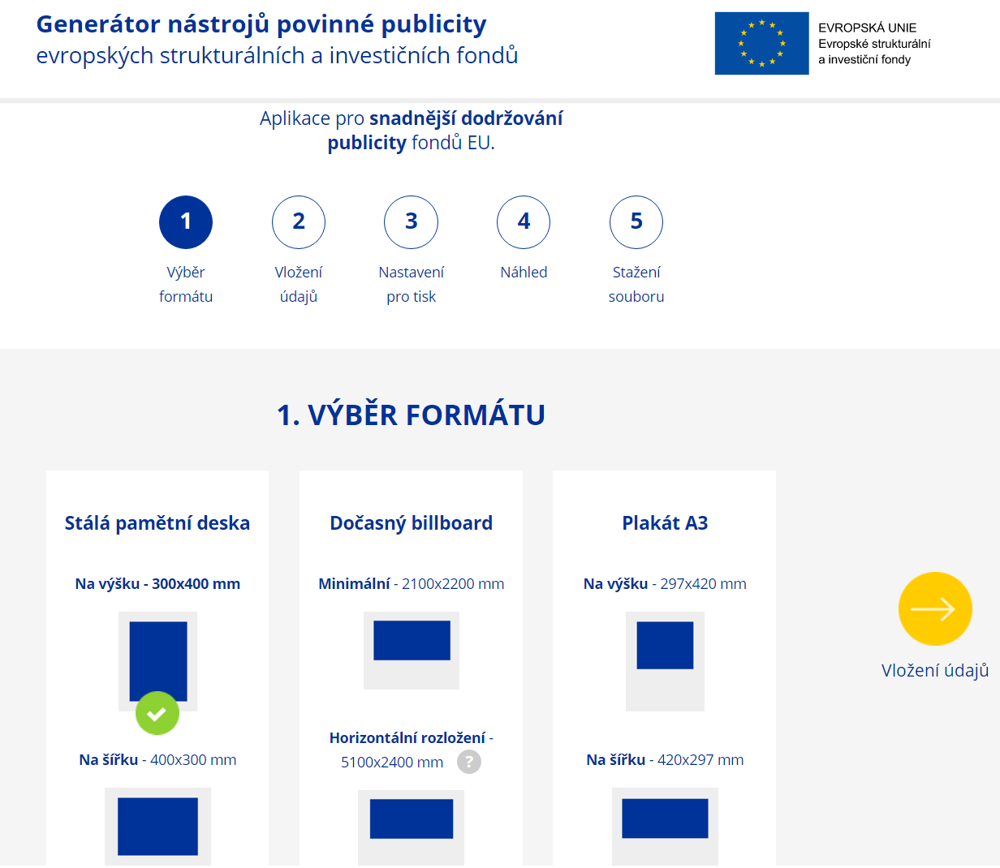 Generátor nástrojů povinné publicity
evropských strukturálních a investičních fondů
EVROPSKÁ UNIE
Evropské strukturální
a investiční fondy
Aplikace pro snadnější dodržování
publicity fondů EU.
1
2
3
4
5
Výběr
formátu
Vložení
údajů
Nastavení
pro tisk
Náhled
Stažení
souboru
1. VÝBĚR FORMÁTU
Stálá pamětní deska
Na výšku - 300x400 mm
Na šířku - 400x300 mm
Dočasný billboard
Minimální - 2100x2200 mm
Horizontální rozložení -
5100x2400 mm ?
Plakát A3
Na výšku - 297x420 mm
Na šířku - 420x297 mm
Vložení údajů